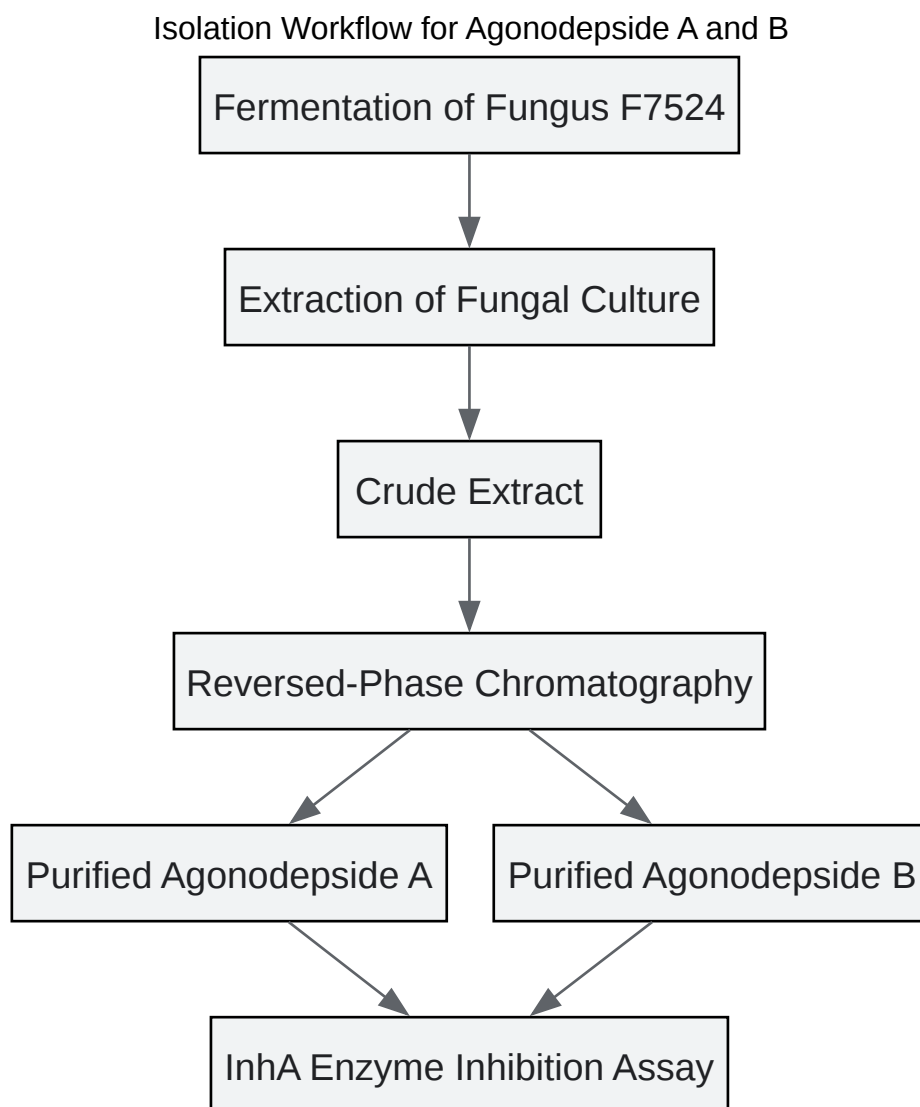 Isolation Workflow for Agonodepside A and B
Fermentation of Fungus F7524
Extraction of Fungal Culture
Crude Extract
Reversed-Phase Chromatography
Purified Agonodepside A
Purified Agonodepside B
InhA Enzyme Inhibition Assay